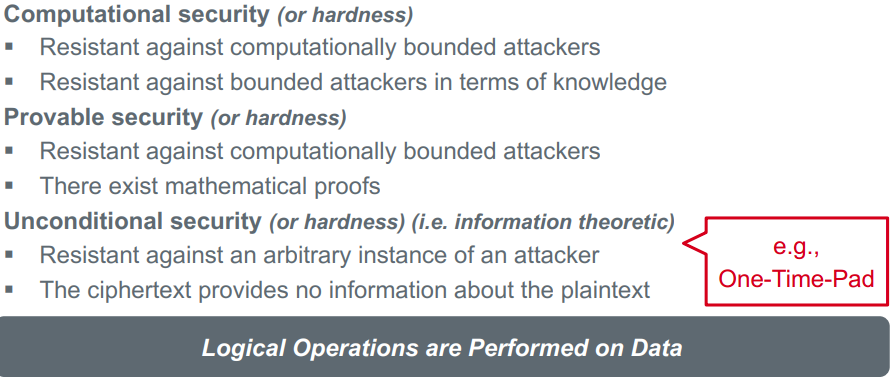 Computational security (or hardness)
▪ Resistant against computationally bounded attackers
▪ Resistant against bounded attackers in terms of knowledge
Provable security (or hardness)
▪ Resistant against computationally bounded attackers
▪ There exist mathematical proofs
Unconditional security (or hardness) (i.e. information theoretic)
▪ Resistant against an arbitrary instance of an attacker
▪ The ciphertext provides no information about the plaintext
e.g.,
One-Time-Pad
Logical Operations are Performed on Data